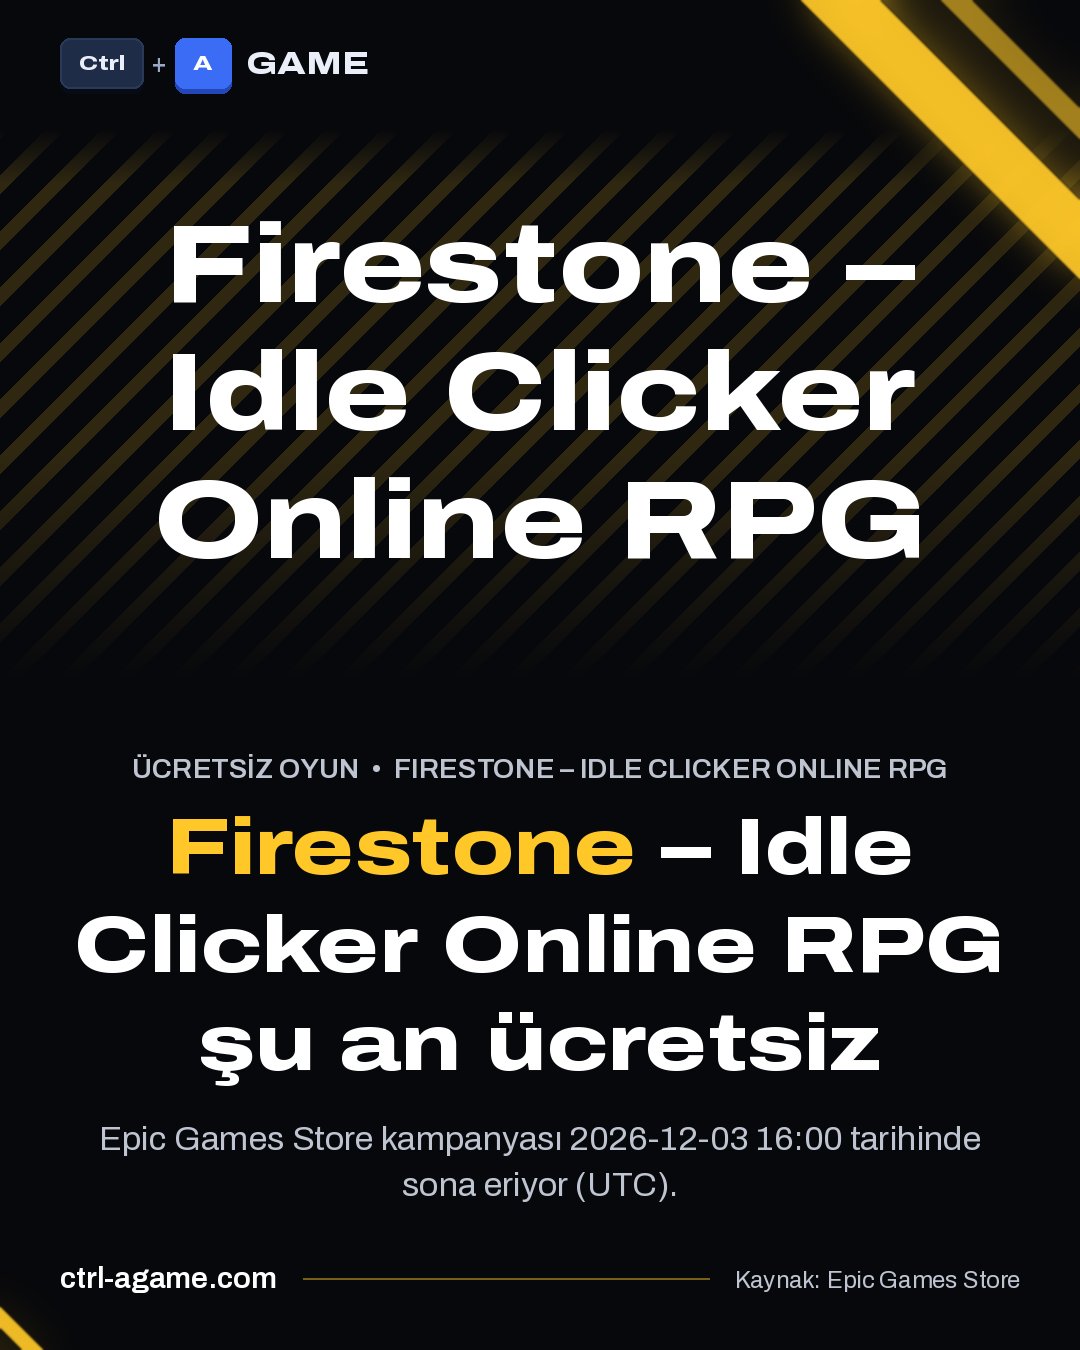 Ctrl + A GAME
Firestone –
Idle Clicker
Online RPG
ÜCRETSİZ OYUN • FIRESTONE – IDLE CLICKER ONLINE RPG
Firestone – Idle
Clicker Online RPG
şu an ücretsiz
Epic Games Store kampanyası 2026-12-03 16:00 tarihinde
sona eriyor (UTC).
ctrl-agame.com
Kaynak: Epic Games Store